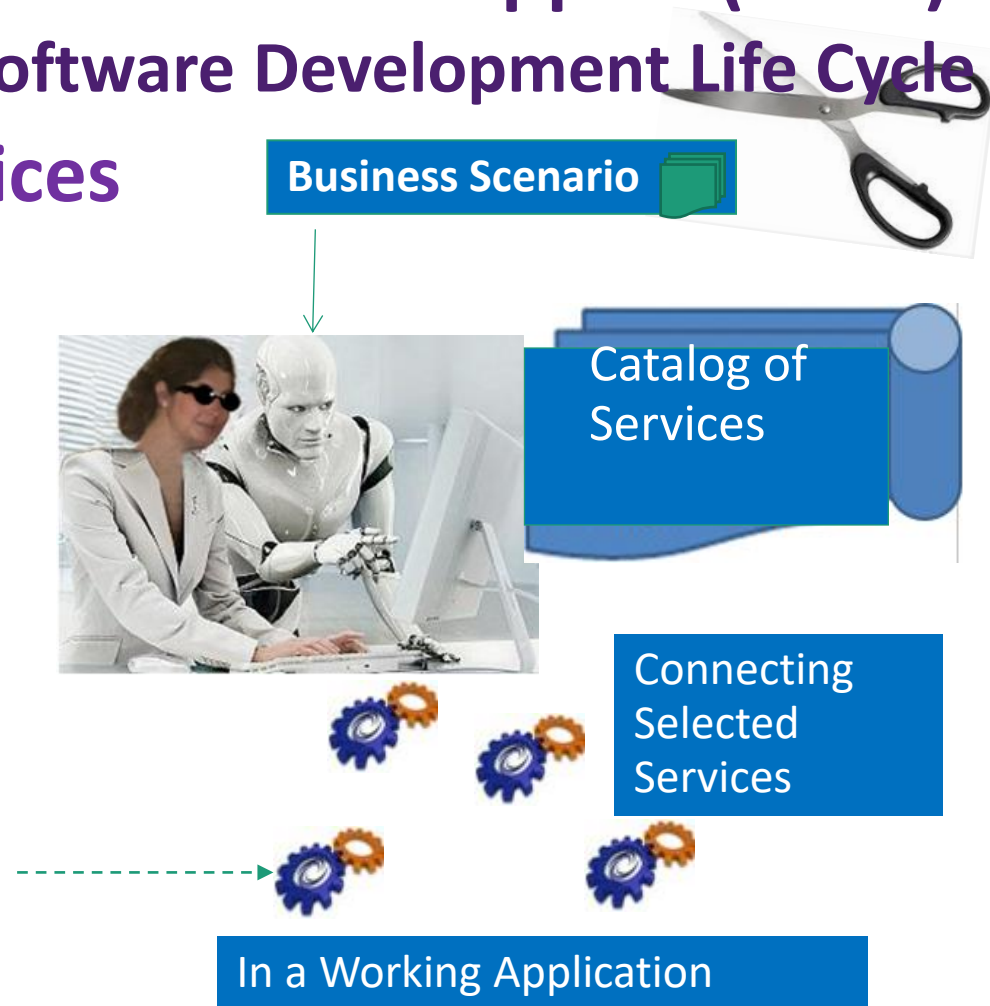 oftware Development Life Cycle
ices
Business Scenario
Catalog of
Services
Connecting
Selected
Services
In a Working Application